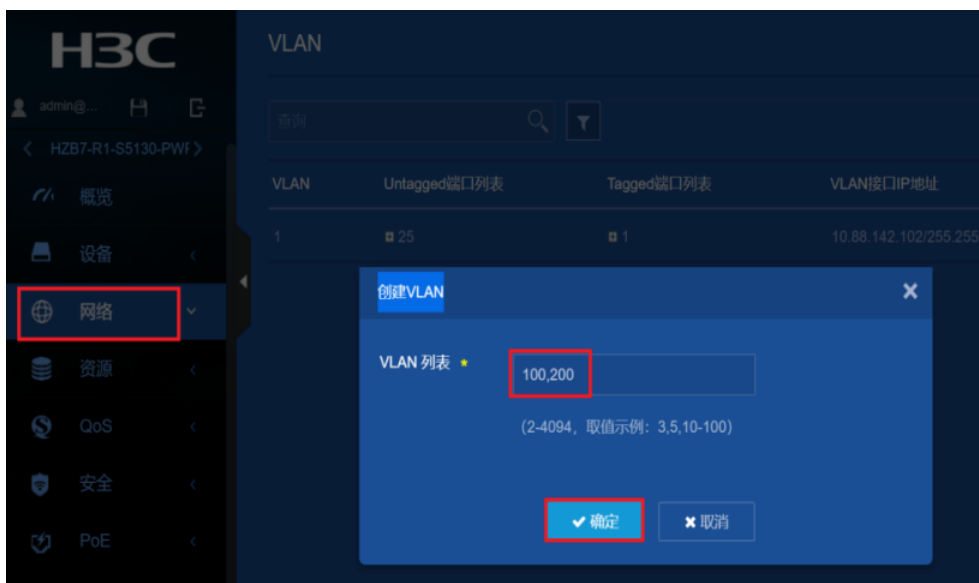 H3C
VLAN
admin@...
查询
HZB7-R1-S5130-PWF
VLAN Untagged端口列表 Tagged端口列表 VLAN接口IP地址
概览
1 25 1 10.88.142.102/255.255
设备
创建VLAN
网络
VLAN 列表 *
100,200
资源
(2-4094，取值示例：3,5,10-100)
QoS
安全
确定 取消
PoE